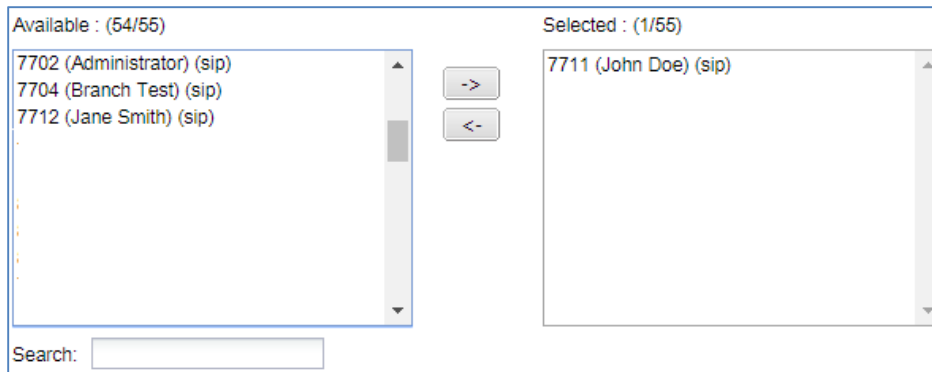 Available : (54/55)
Selected : (1/55)
7702 (Administrator) (sip)
7704 (Branch Test) (sip)
7712 (Jane Smith) (sip)
->
<-
7711 (John Doe) (sip)
Search: